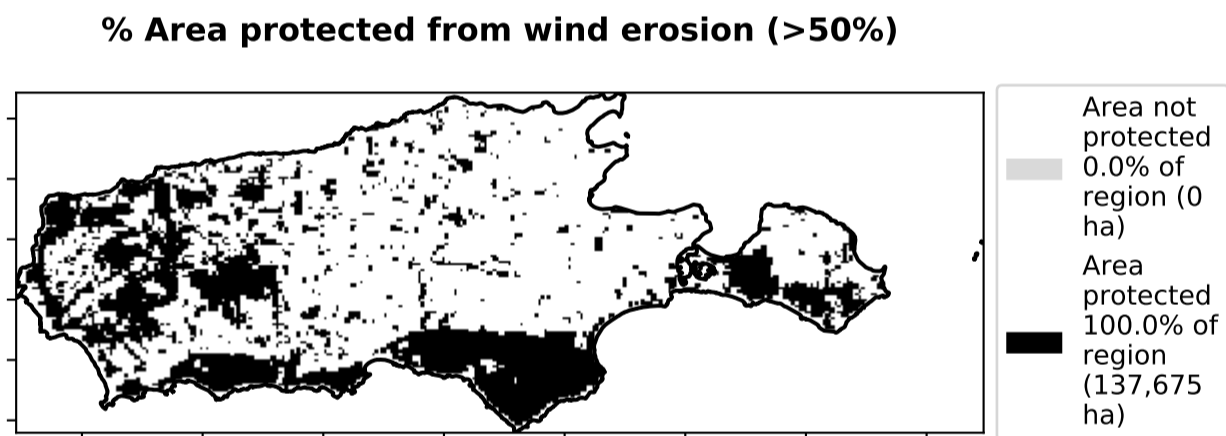 % Area protected from wind erosion (>50%)
Area not
protected
0.0% of
region (0
ha)
Area
protected
100.0% of
region
(137,675
ha)